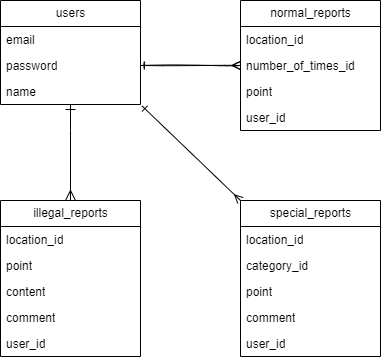 users
email
password
name
normal_reports
location_id
number_of_times_id
point
user_id
illegal_reports
location_id
point
content
comment
user_id
special_reports
location_id
category_id
point
comment
user_id